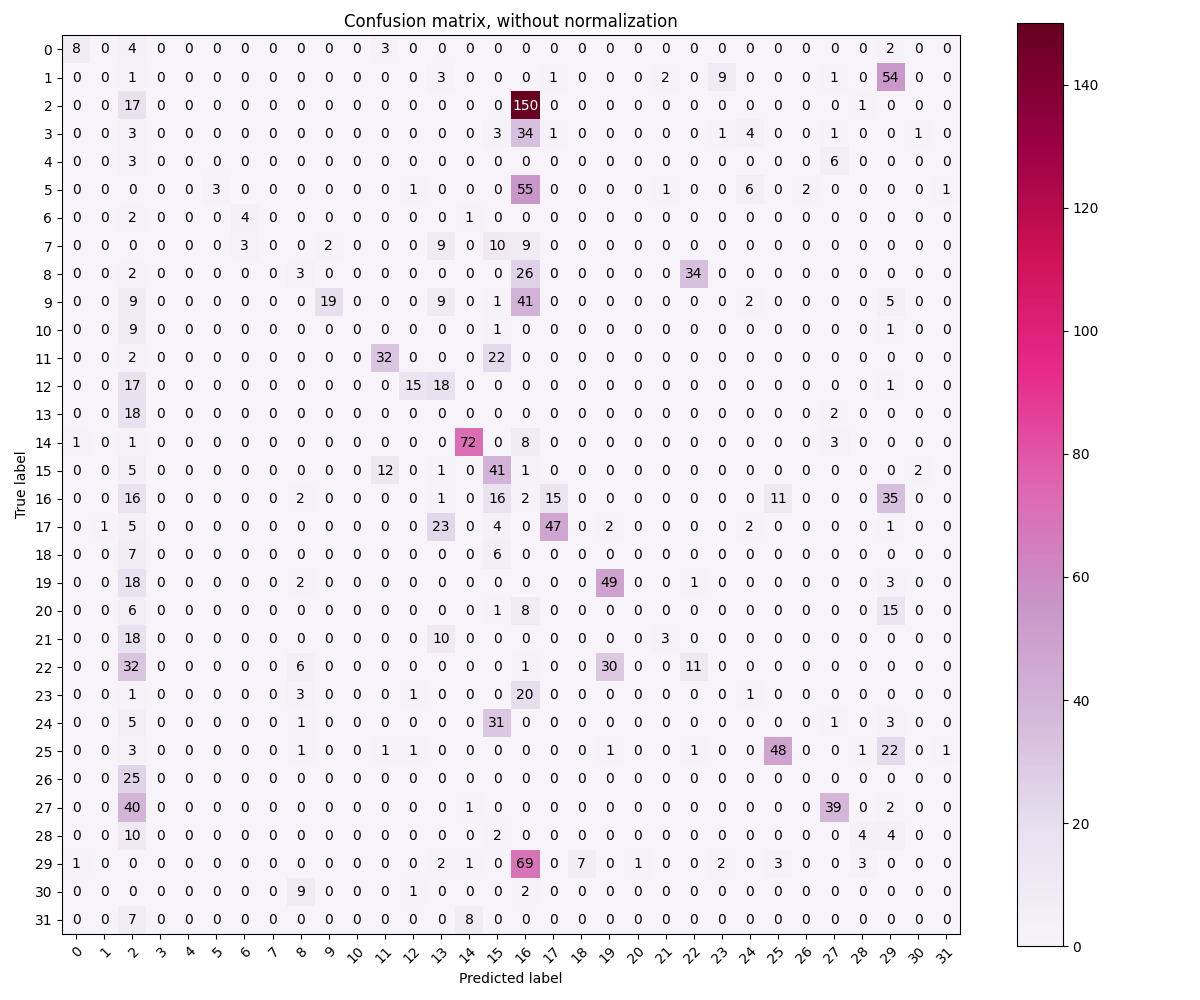 Confusion matrix, without normalization
0 8 0 4 0 0 0 0 0 0 0 0 3 0 0 0 0 0 0 0 0 0 0 0 0 0 0 0 0 0 2 0 0
1 0 0 1 0 0 0 0 0 0 0 0 0 0 3 0 0 0 1 0 0 0 2 0 9 0 0 0 1 0 54 0 0
2 0 0 17 0 0 0 0 0 0 0 0 0 0 0 0 0 150 0 0 0 0 0 0 0 0 0 0 0 1 0 0 0
3 0 0 3 0 0 0 0 0 0 0 0 0 0 0 0 3 34 1 0 0 0 0 0 1 4 0 0 1 0 0 1 0
4 0 0 3 0 0 0 0 0 0 0 0 0 0 0 0 0 0 0 0 0 0 0 0 0 0 0 0 6 0 0 0 0
5 0 0 0 0 0 3 0 0 0 0 0 0 1 0 0 0 55 0 0 0 0 1 0 0 6 0 2 0 0 0 0 1
6 0 0 2 0 0 0 4 0 0 0 0 0 0 0 1 0 0 0 0 0 0 0 0 0 0 0 0 0 0 0 0 0
7 0 0 0 0 0 0 3 0 0 2 0 0 0 9 0 10 9 0 0 0 0 0 0 0 0 0 0 0 0 0 0 0
8 0 0 2 0 0 0 0 0 3 0 0 0 0 0 0 0 26 0 0 0 0 0 34 0 0 0 0 0 0 0 0 0
9 0 0 9 0 0 0 0 0 0 19 0 0 0 9 0 1 41 0 0 0 0 0 0 0 2 0 0 0 0 5 0 0
10 0 0 9 0 0 0 0 0 0 0 0 0 0 0 0 1 0 0 0 0 0 0 0 0 0 0 0 0 0 1 0 0
11 0 0 2 0 0 0 0 0 0 0 0 32 0 0 0 22 0 0 0 0 0 0 0 0 0 0 0 0 0 0 0 0
12 0 0 17 0 0 0 0 0 0 0 0 0 15 18 0 0 0 0 0 0 0 0 0 0 0 0 0 0 0 1 0 0
13 0 0 18 0 0 0 0 0 0 0 0 0 0 0 0 0 0 0 0 0 0 0 0 0 0 0 0 2 0 0 0 0
14 1 0 1 0 0 0 0 0 0 0 0 0 0 0 72 0 8 0 0 0 0 0 0 0 0 0 0 3 0 0 0 0
15 0 0 5 0 0 0 0 0 0 0 0 12 0 1 0 41 1 0 0 0 0 0 0 0 0 0 0 0 0 0 2 0
16 0 0 16 0 0 0 0 0 2 0 0 0 0 1 0 16 2 15 0 0 0 0 0 0 0 11 0 0 0 35 0 0
17 0 1 5 0 0 0 0 0 0 0 0 0 0 23 0 4 0 47 0 2 0 0 0 0 2 0 0 0 0 1 0 0
18 0 0 7 0 0 0 0 0 0 0 0 0 0 0 0 6 0 0 0 0 0 0 0 0 0 0 0 0 0 0 0 0
19 0 0 18 0 0 0 0 0 2 0 0 0 0 0 0 0 0 0 0 49 0 0 1 0 0 0 0 0 0 3 0 0
20 0 0 6 0 0 0 0 0 0 0 0 0 0 0 0 1 8 0 0 0 0 0 0 0 0 0 0 0 0 15 0 0
21 0 0 18 0 0 0 0 0 0 0 0 0 0 10 0 0 0 0 0 0 0 3 0 0 0 0 0 0 0 0 0 0
22 0 0 32 0 0 0 0 0 6 0 0 0 0 0 0 0 1 0 0 30 0 0 11 0 0 0 0 0 0 0 0 0
23 0 0 1 0 0 0 0 0 3 0 0 0 1 0 0 0 20 0 0 0 0 0 0 0 1 0 0 0 0 0 0 0
24 0 0 5 0 0 0 0 0 1 0 0 0 0 0 0 31 0 0 0 0 0 0 0 0 0 0 0 1 0 3 0 0
25 0 0 3 0 0 0 0 0 1 0 0 1 1 0 0 0 0 0 0 1 0 0 1 0 0 48 0 0 1 22 0 1
26 0 0 25 0 0 0 0 0 0 0 0 0 0 0 0 0 0 0 0 0 0 0 0 0 0 0 0 0 0 0 0 0
27 0 0 40 0 0 0 0 0 0 0 0 0 0 0 1 0 0 0 0 0 0 0 0 0 0 0 0 39 0 2 0 0
28 0 0 10 0 0 0 0 0 0 0 0 0 0 0 0 2 0 0 0 0 0 0 0 0 0 0 0 0 4 4 0 0
29 1 0 0 0 0 0 0 0 0 0 0 0 0 2 1 0 69 0 7 0 1 0 0 2 0 3 0 0 3 0 0 0
30 0 0 0 0 0 0 0 0 9 0 0 0 1 0 0 0 2 0 0 0 0 0 0 0 0 0 0 0 0 0 0 0
31 0 0 7 0 0 0 0 0 0 0 0 0 0 0 8 0 0 0 0 0 0 0 0 0 0 0 0 0 0 0 0 0
0 1 2 3 4 5 6 7 8 9 10 11 12 13 14 15 16 17 18 19 20 21 22 23 24 25 26 27 28 29 30 31
Predicted label
True label
140
120
100
80
60
40
20
0